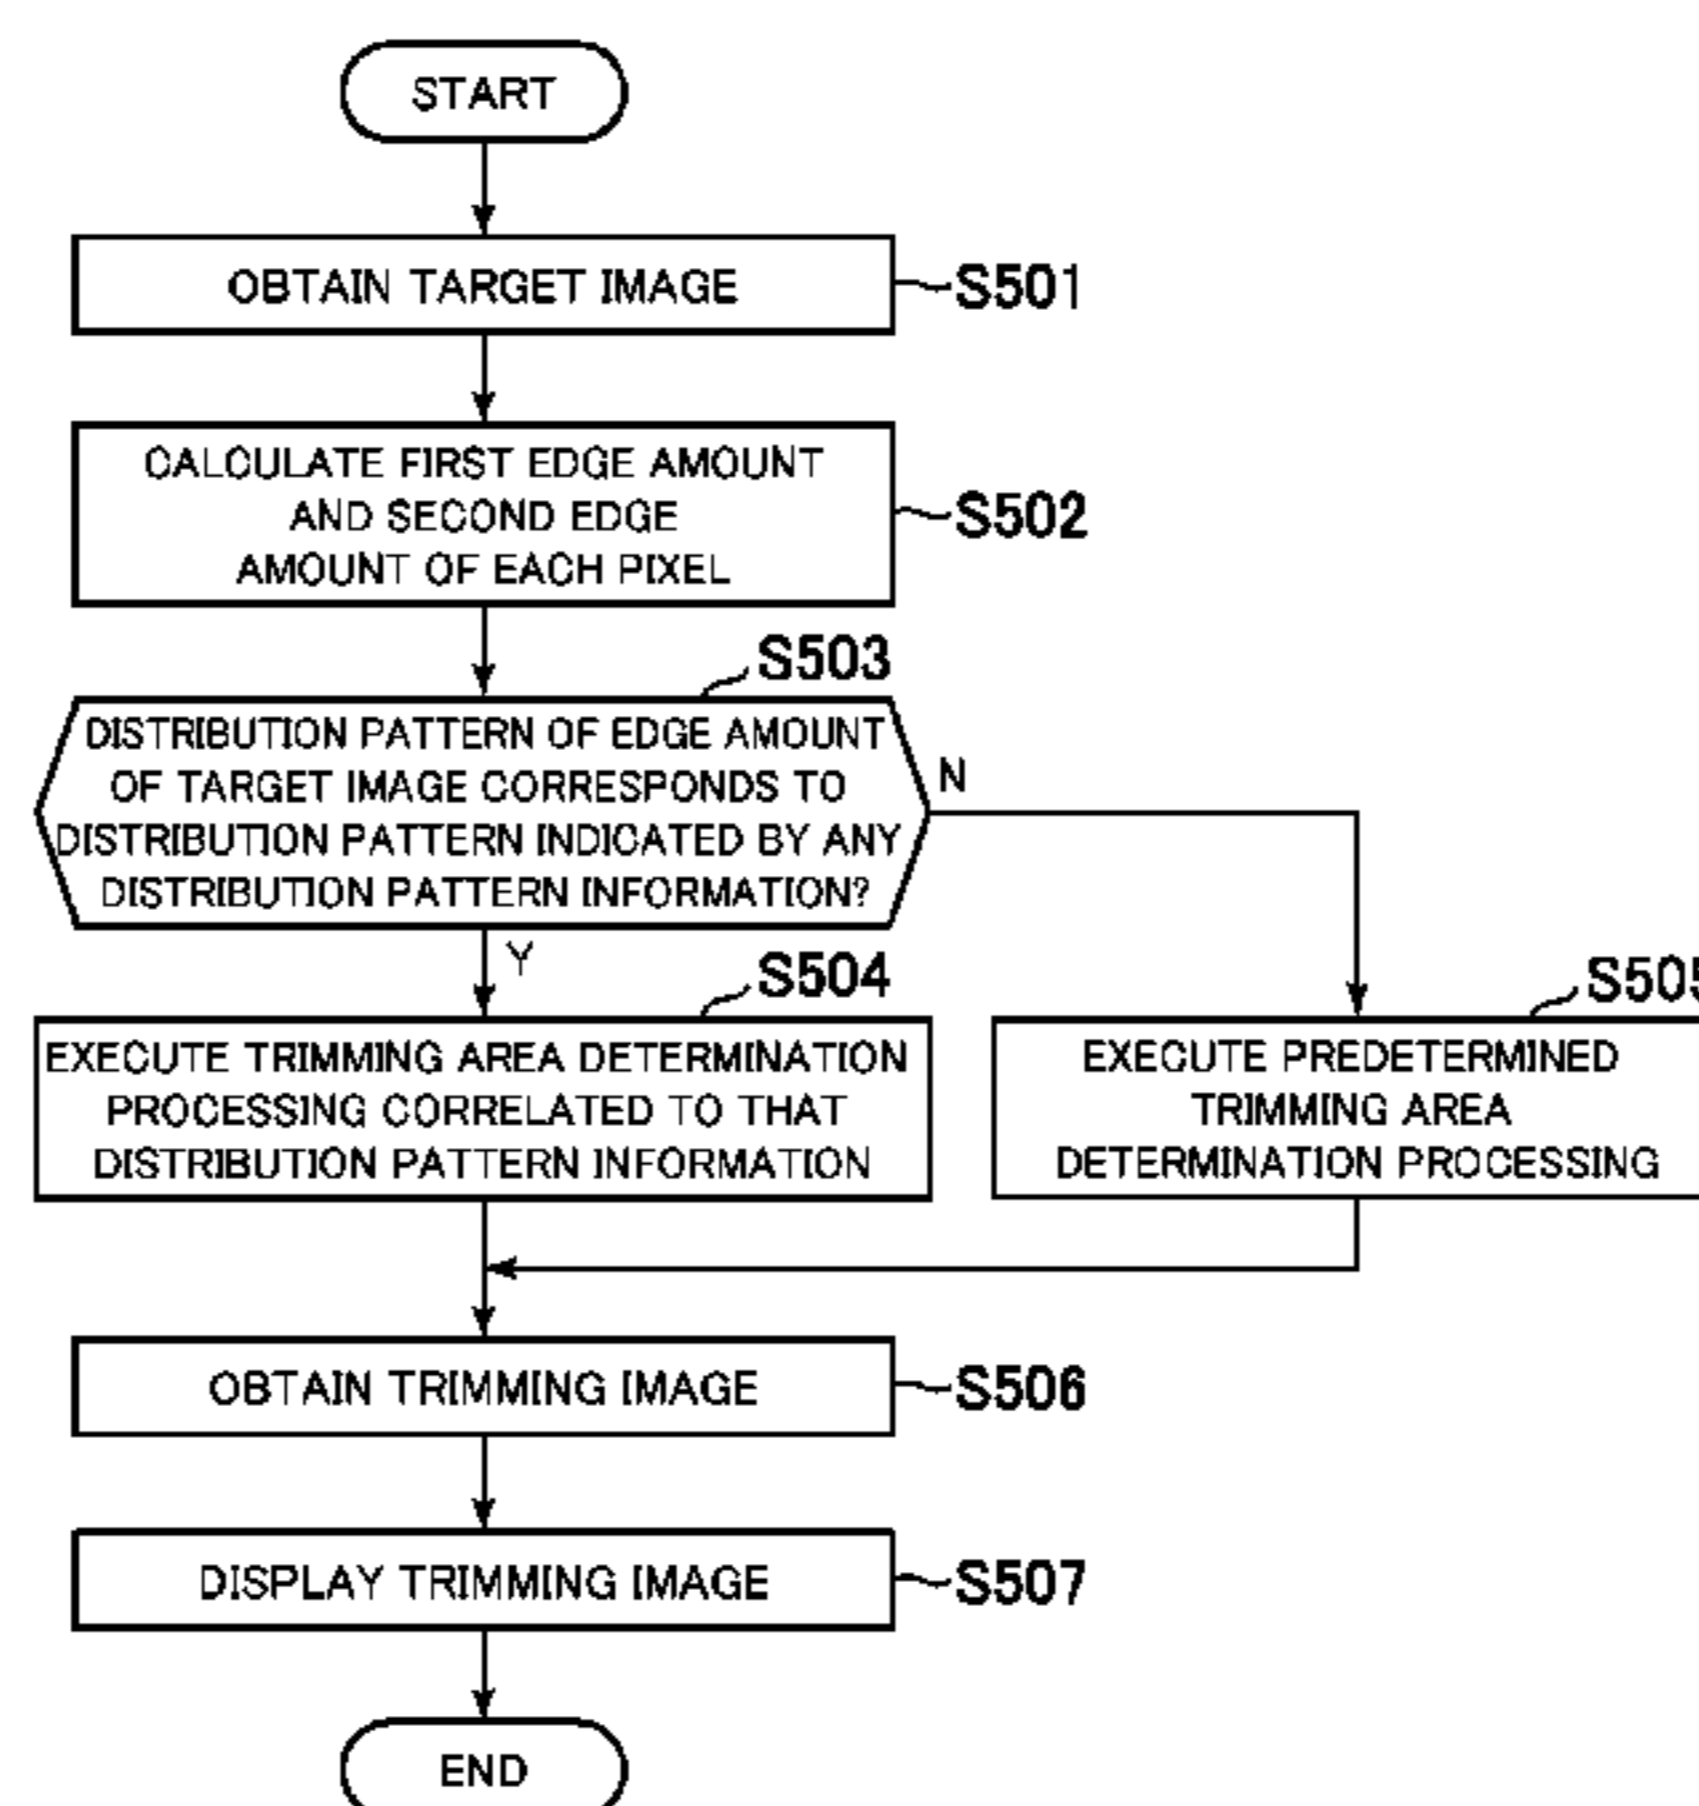 START
OBTAIN TARGET IMAGE
S501
CALCULATE FIRST EDGE AMOUNT
AND SECOND EDGE
AMOUNT OF EACH PIXEL
S502
S503
DISTRIBUTION PATTERN OF EDGE AMOUNT
OF TARGET IMAGE CORRESPONDS TO
DISTRIBUTION PATTERN INDICATED BY ANY
DISTRIBUTION PATTERN INFORMATION?
N
Y
S504
EXECUTE TRIMMING AREA DETERMINATION
PROCESSING CORRELATED TO THAT
DISTRIBUTION PATTERN INFORMATION
S505
EXECUTE PREDETERMINED
TRIMMING AREA
DETERMINATION PROCESSING
OBTAIN TRIMMING IMAGE
S506
DISPLAY TRIMMING IMAGE
S507
END